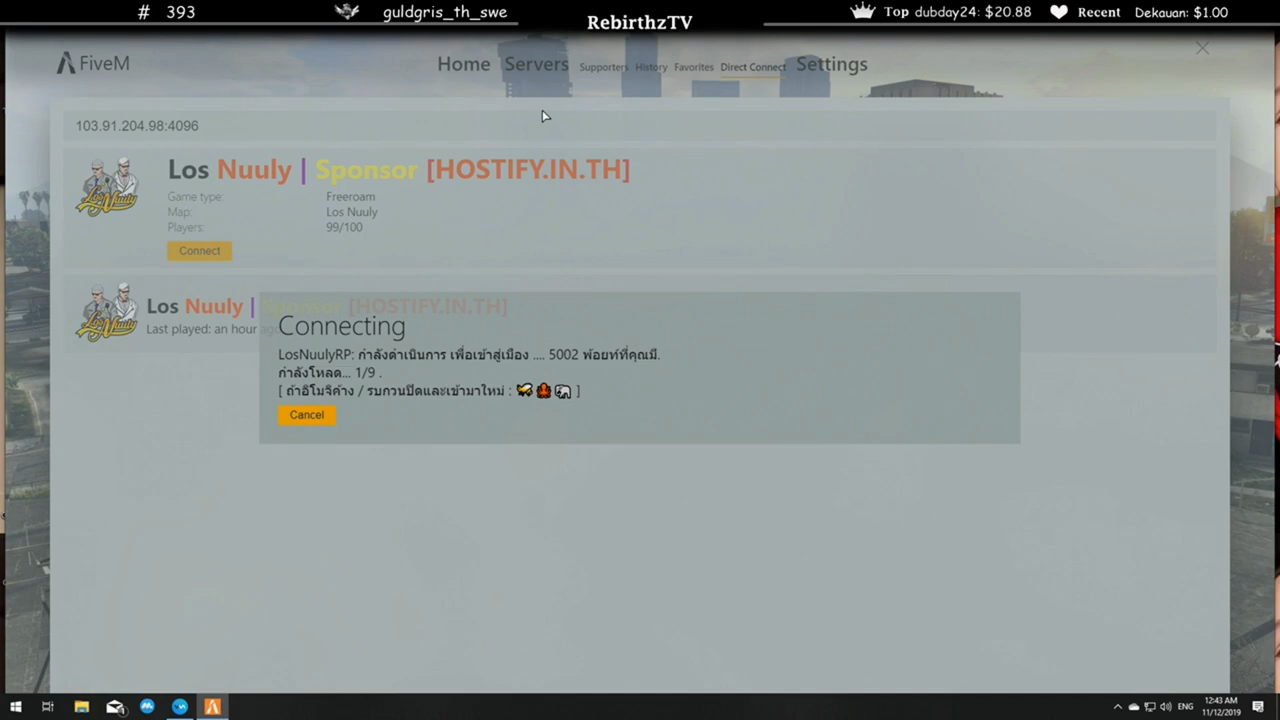 # 393
guldgris_th_swe
RebirthzTV
Top dubday24: $20.88
Recent Dekauan: $1.00
FiveM
Home Servers Supporters History Favorites Direct Connect Settings
103.91.204.98:4096
Los Nuuly | Sponsor [HOSTIFY.IN.TH]
Game type: Freeroam
Map: Los Nuuly
Players: 99/100
Connect
Los Nuuly | Sponsor [HOSTIFY.IN.TH]
Last played: an hour ago
Connecting
LosNuulyRP: กำลังดำเนินการ เพื่อเข้าสู่เมือง .... 5002 พ้อยท์ที่คุณมี.
กำลังโหลด... 1/9 .
[ ถ้าอีโมจิค้าง / รบกวนปิดและเข้ามาใหม่ : ]
Cancel
ENG
12:43 AM
11/12/2019